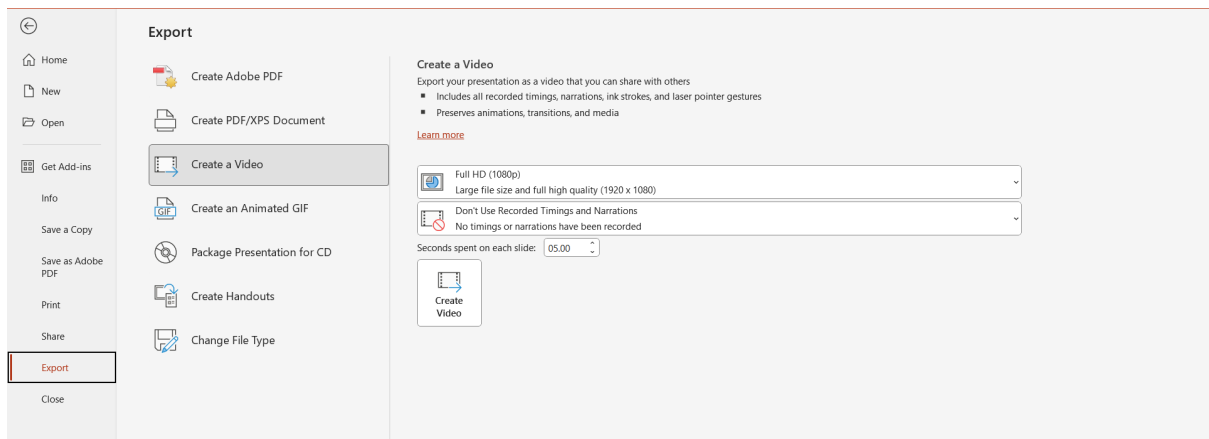 Home
New
Open
Get Add-ins
Info
Save a Copy
Save as Adobe
PDF
Print
Share
Export
Close
Export
Create Adobe PDF
Create PDF/XPS Document
Create a Video
GIF
Create an Animated GIF
Package Presentation for CD
Create Handouts
Change File Type
Create a Video
Export your presentation as a video that you can share with others
Includes all recorded timings, narrations, ink strokes, and laser pointer gestures
Preserves animations, transitions, and media
Learn more
Full HD (1080p)
Large file size and full high quality (1920 x 1080)
Don't Use Recorded Timings and Narrations
No timings or narrations have been recorded
Seconds spent on each slide: 05.00
Create
Video